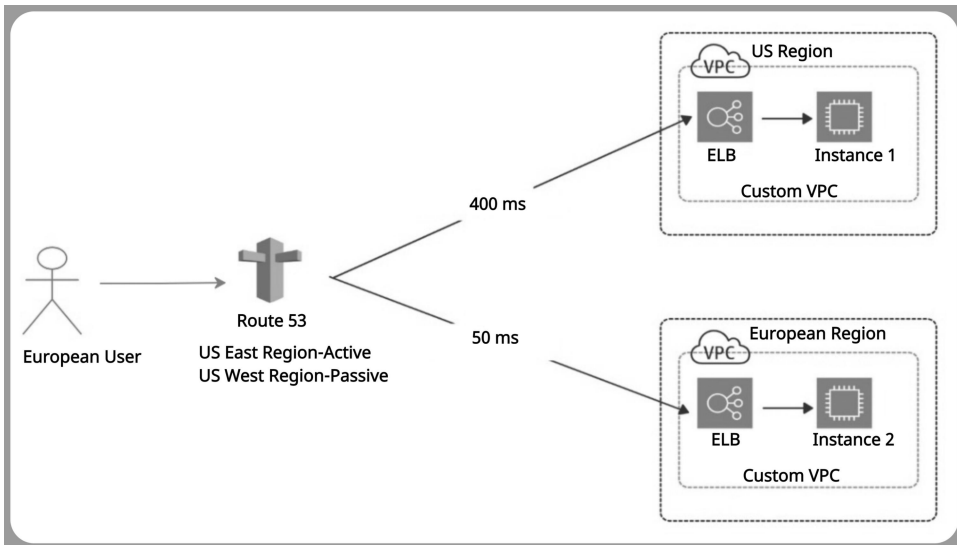 US Region
VPC
ELB
Instance 1
Custom VPC
400 ms
Route 53
US East Region-Active
US West Region-Passive
European User
50 ms
European Region
VPC
ELB
Instance 2
Custom VPC